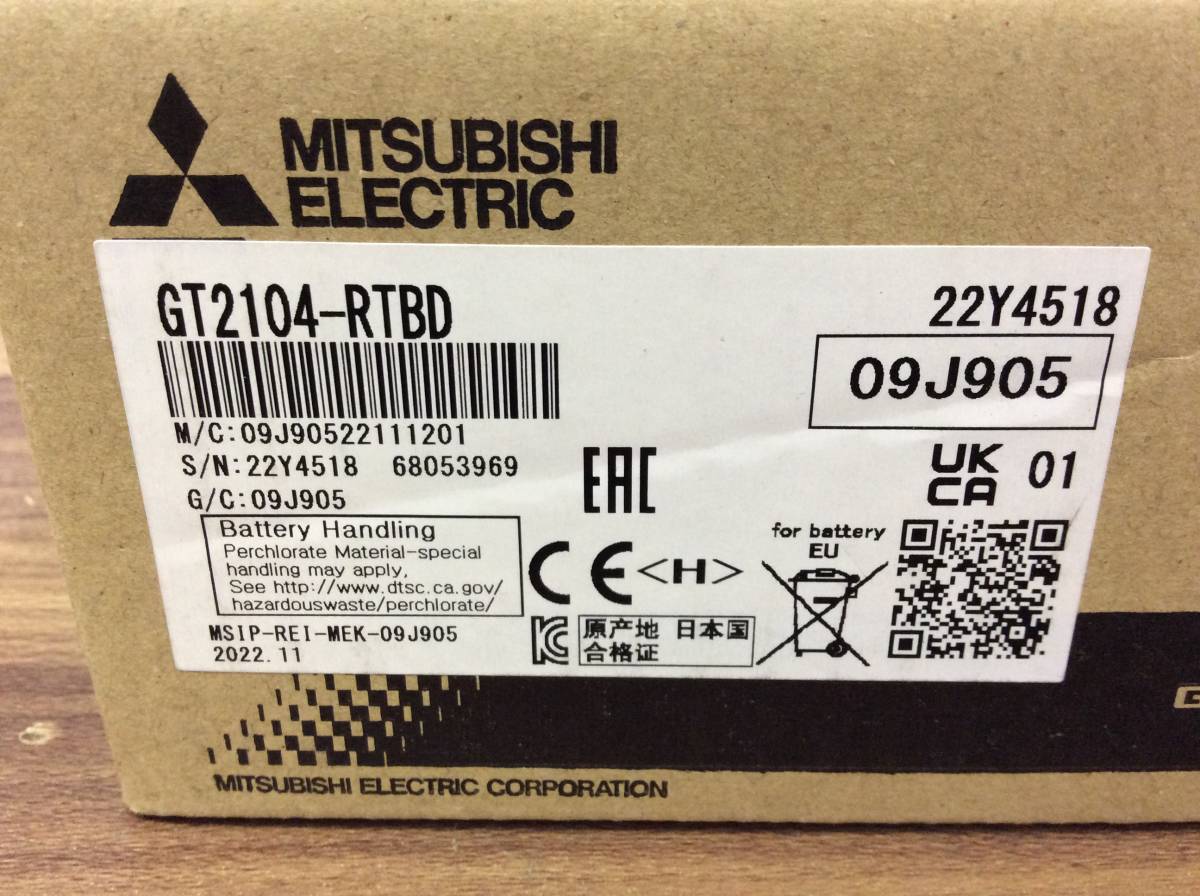 MITSUBISHI
ELECTRIC
GT2104-RTBD
22Y4518
09J905
M/C:09J90522111201
S/N:22Y4518 68053969
G/C:09J905
EAC
UK
CA
01
Battery Handling
Perchlorate Material-special
handling may apply,
See http://www.dtsc.ca.gov/
hazardouswaste/perchlorate/
CE
<H>
for battery
EU
MSIP-REI-MEK-09J905
2022.11
原产地 日本国
合格证
MITSUBISHI ELECTRIC CORPORATION